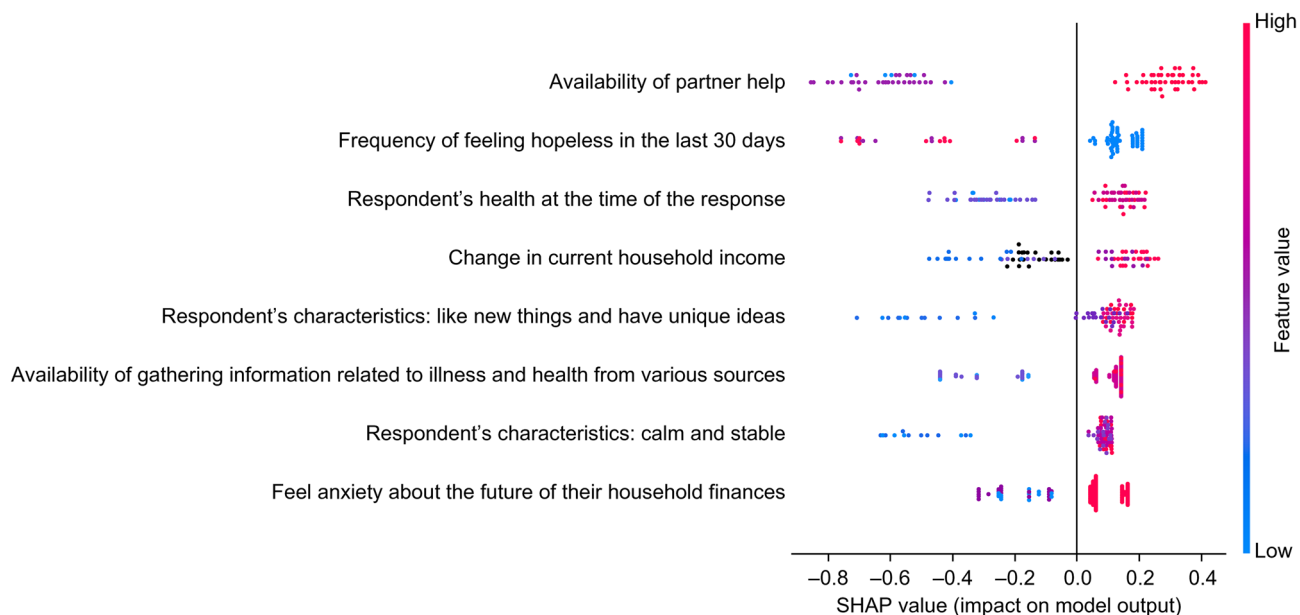 High
Availability of partner help
Frequency of feeling hopeless in the last 30 days
Respondent’s health at the time of the response
Change in current household income
Respondent’s characteristics: like new things and have unique ideas
Feature value
Availability of gathering information related to illness and health from various sources
Respondent’s characteristics: calm and stable
Feel anxiety about the future of their household finances
Low
–0.8 –0.6 –0.4 –0.2 0.0 0.2 0.4
SHAP value (impact on model output)